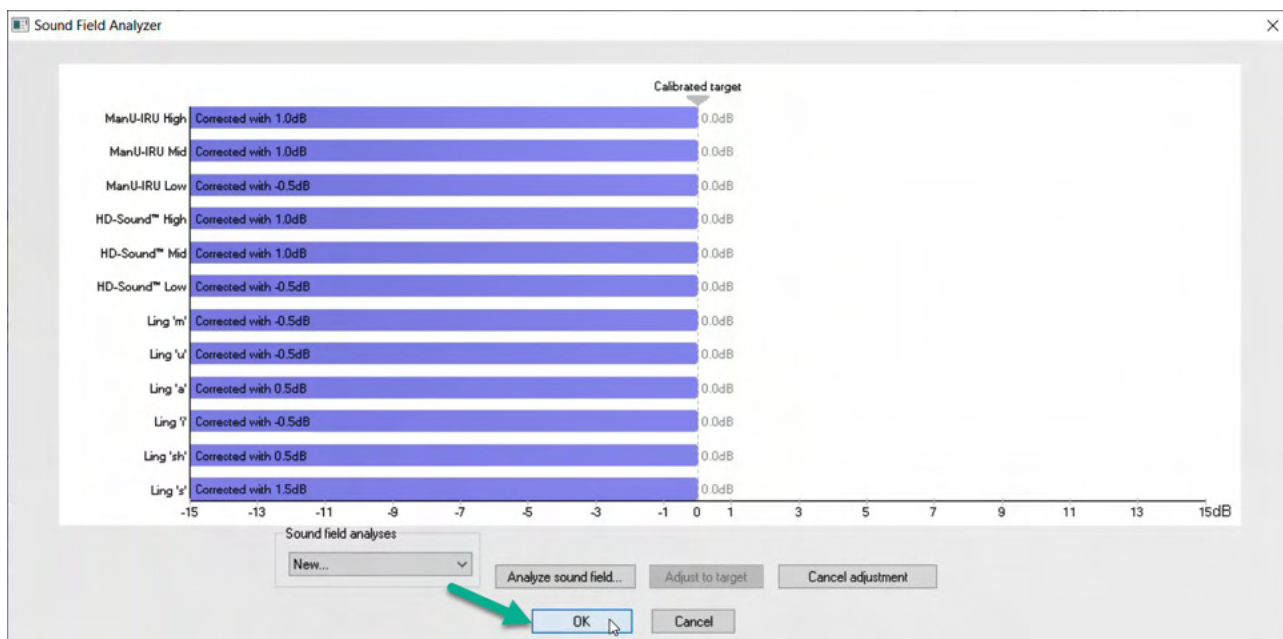 Sound Field Analyzer
Calibrated target
ManU-IRU High Corrected with 1.0dB 0.0dB
ManU-IRU Mid Corrected with 1.0dB 0.0dB
ManU-IRU Low Corrected with -0.5dB 0.0dB
HD-Sound™ High Corrected with 1.0dB 0.0dB
HD-Sound™ Mid Corrected with 1.0dB 0.0dB
HD-Sound™ Low Corrected with -0.5dB 0.0dB
Ling 'm' Corrected with -0.5dB 0.0dB
Ling 'u' Corrected with -0.5dB 0.0dB
Ling 'a' Corrected with 0.5dB 0.0dB
Ling 'i' Corrected with -0.5dB 0.0dB
Ling 'sh' Corrected with 0.5dB 0.0dB
Ling 's' Corrected with 1.5dB 0.0dB
-15 -13 -11 -9 -7 -5 -3 -1 0 1 3 5 7 9 11 13 15dB
Sound field analyses
New...
Analyze sound field... Adjust to target Cancel adjustment
OK Cancel